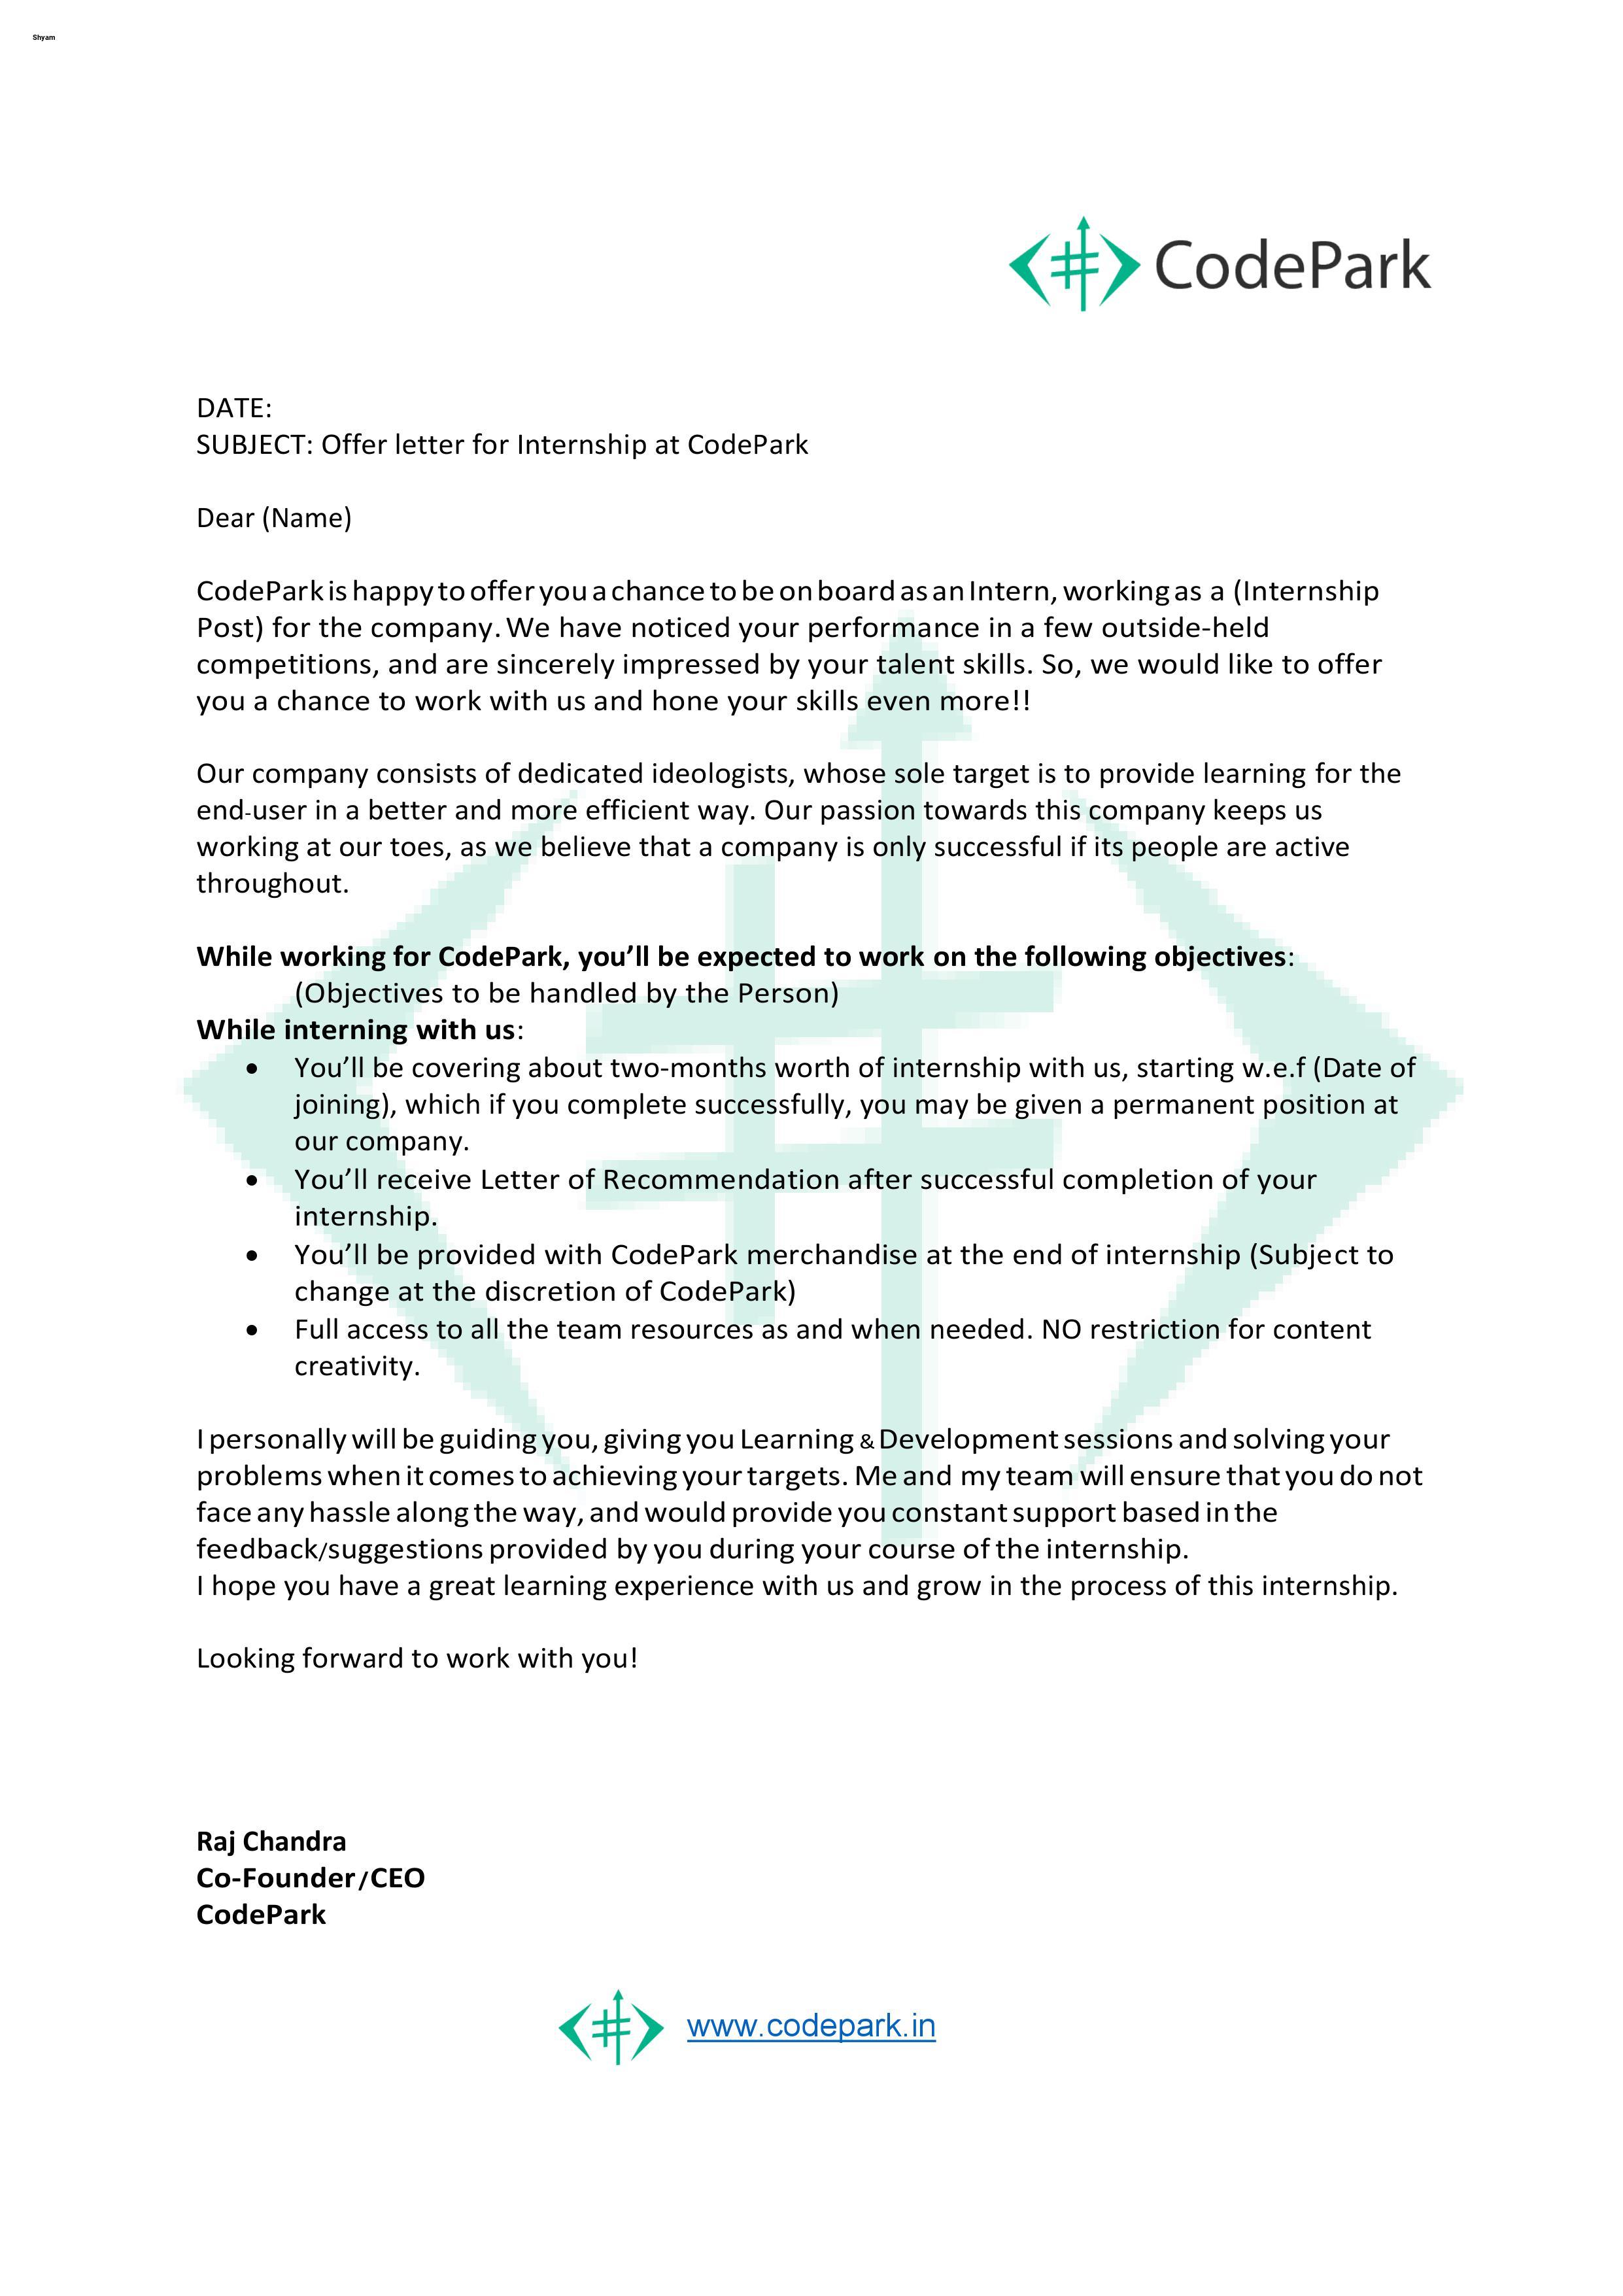 Shyam
CodePark
DATE:
SUBJECT: Offer letter for Internship at CodePark
Dear (Name)
CodePark is happy to offer you a chance to be on board as an Intern, working as a (Internship
Post) for the company. We have noticed your performance in a few outside-held
competitions, and are sincerely impressed by your talent skills. So, we would like to offer
you a chance to work with us and hone your skills even more!!
Our company consists of dedicated ideologists, whose sole target is to provide learning for the
end-user in a better and more efficient way. Our passion towards this company keeps us
working at our toes, as we believe that a company is only successful if its people are active
throughout.
While working for CodePark, you’ll be expected to work on the following objectives:
(Objectives to be handled by the Person)
While interning with us:
• You’ll be covering about two-months worth of internship with us, starting w.e.f (Date of
joining), which if you complete successfully, you may be given a permanent position at
our company.
• You’ll receive Letter of Recommendation after successful completion of your
internship.
• You’ll be provided with CodePark merchandise at the end of internship (Subject to
change at the discretion of CodePark)
• Full access to all the team resources as and when needed. NO restriction for content
creativity.
I personally will be guiding you, giving you Learning & Development sessions and solving your
problems when it comes to achieving your targets. Me and my team will ensure that you do not
face any hassle along the way, and would provide you constant support based in the
feedback/suggestions provided by you during your course of the internship.
I hope you have a great learning experience with us and grow in the process of this internship.
Looking forward to work with you!
Raj Chandra
Co-Founder/CEO
CodePark
www.codepark.in